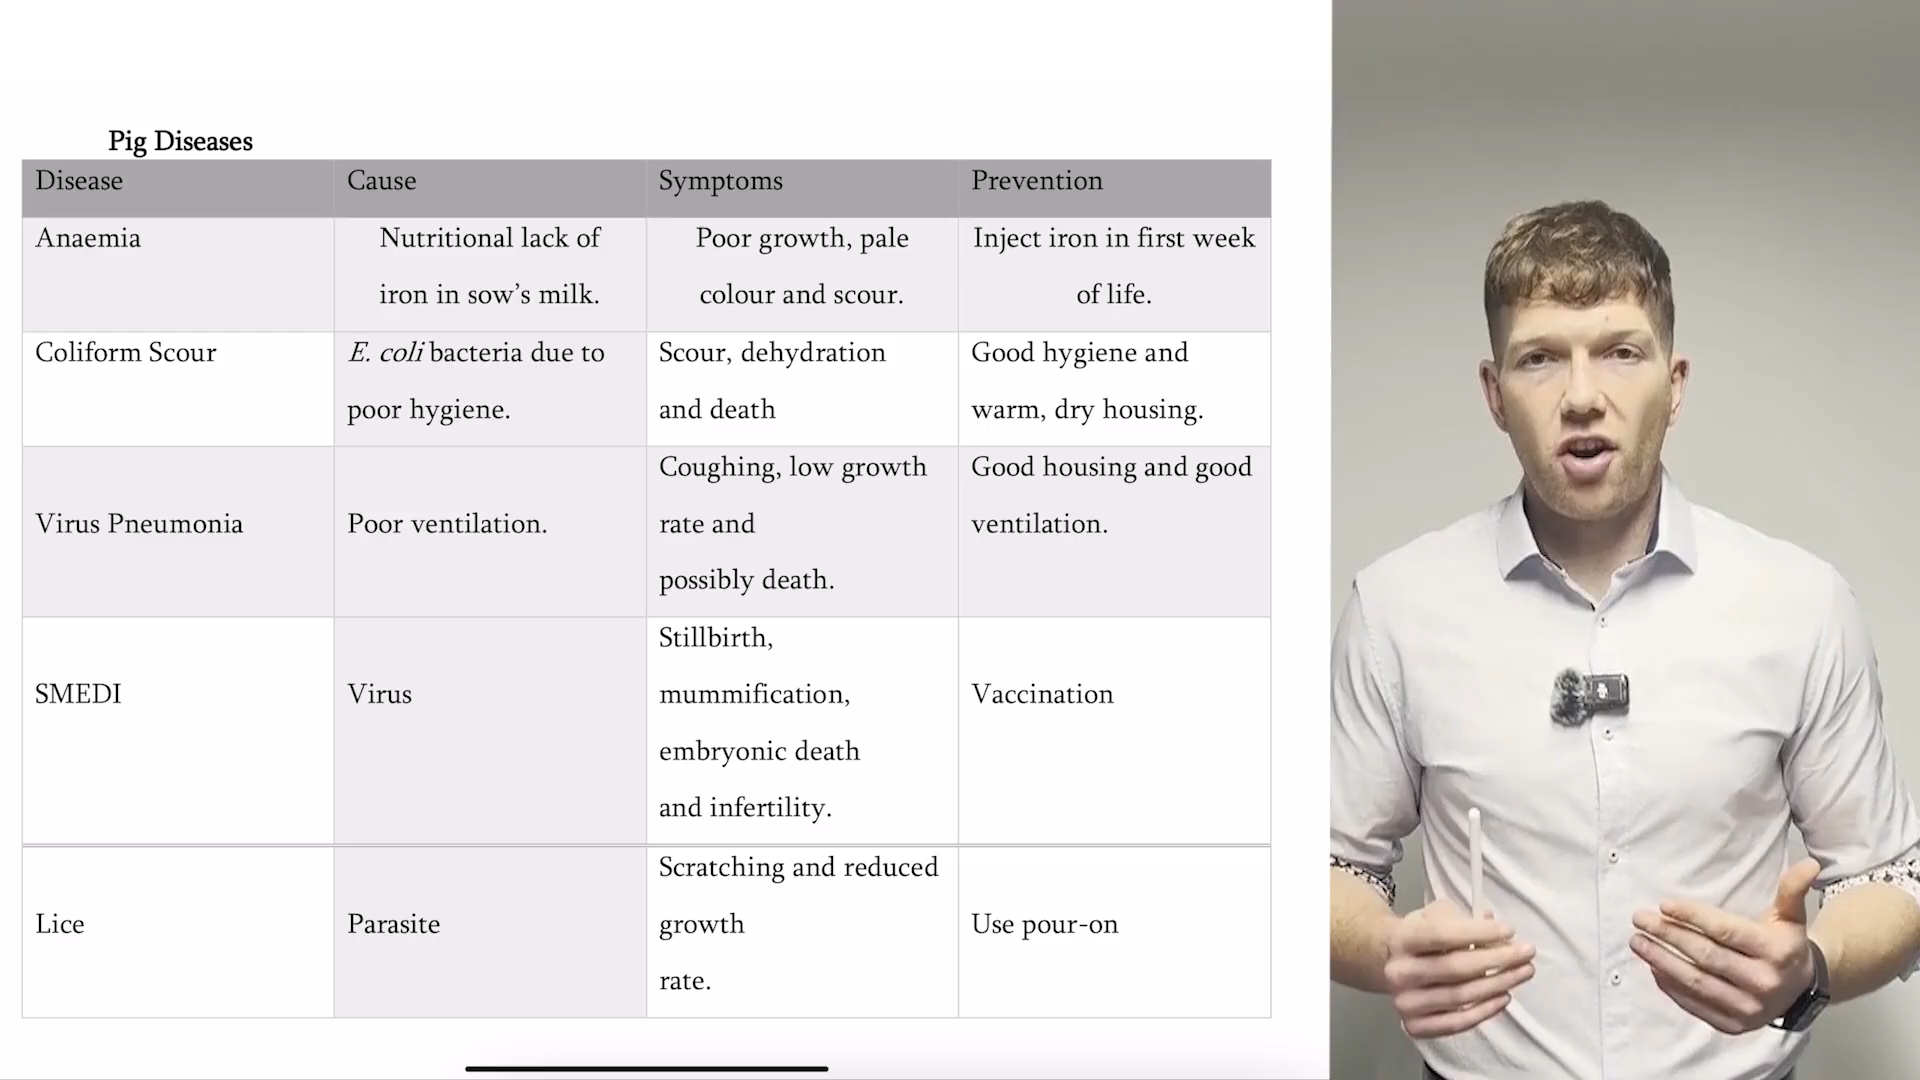 Pig Diseases
Disease Cause Symptoms Prevention
Anaemia
Nutritional lack of
iron in sow’s milk.
Poor growth, pale
colour and scour.
Inject iron in first week
of life.
Coliform Scour
E. coli bacteria due to
poor hygiene.
Scour, dehydration
and death
Good hygiene and
warm, dry housing.
Virus Pneumonia
Poor ventilation.
Coughing, low growth
rate and
possibly death.
Good housing and good
ventilation.
SMEDI
Virus
Stillbirth,
mummification,
embryonic death
and infertility.
Vaccination
Lice
Parasite
Scratching and reduced
growth
rate.
Use pour-on